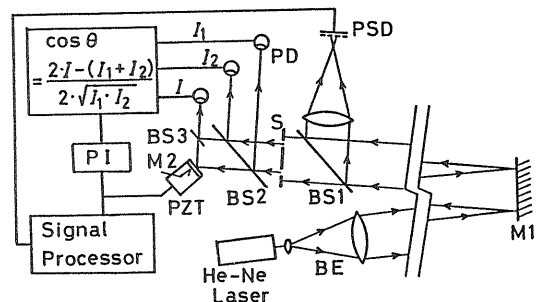 cos θ
= 2·I−(I₁+I₂)
2·√I₁·I₂
I₁
I₂
I
PD
PSD
BS3
M2
PI
PZT
BS2
S
BS1
M1
Signal
Processor
He-Ne
Laser
BE